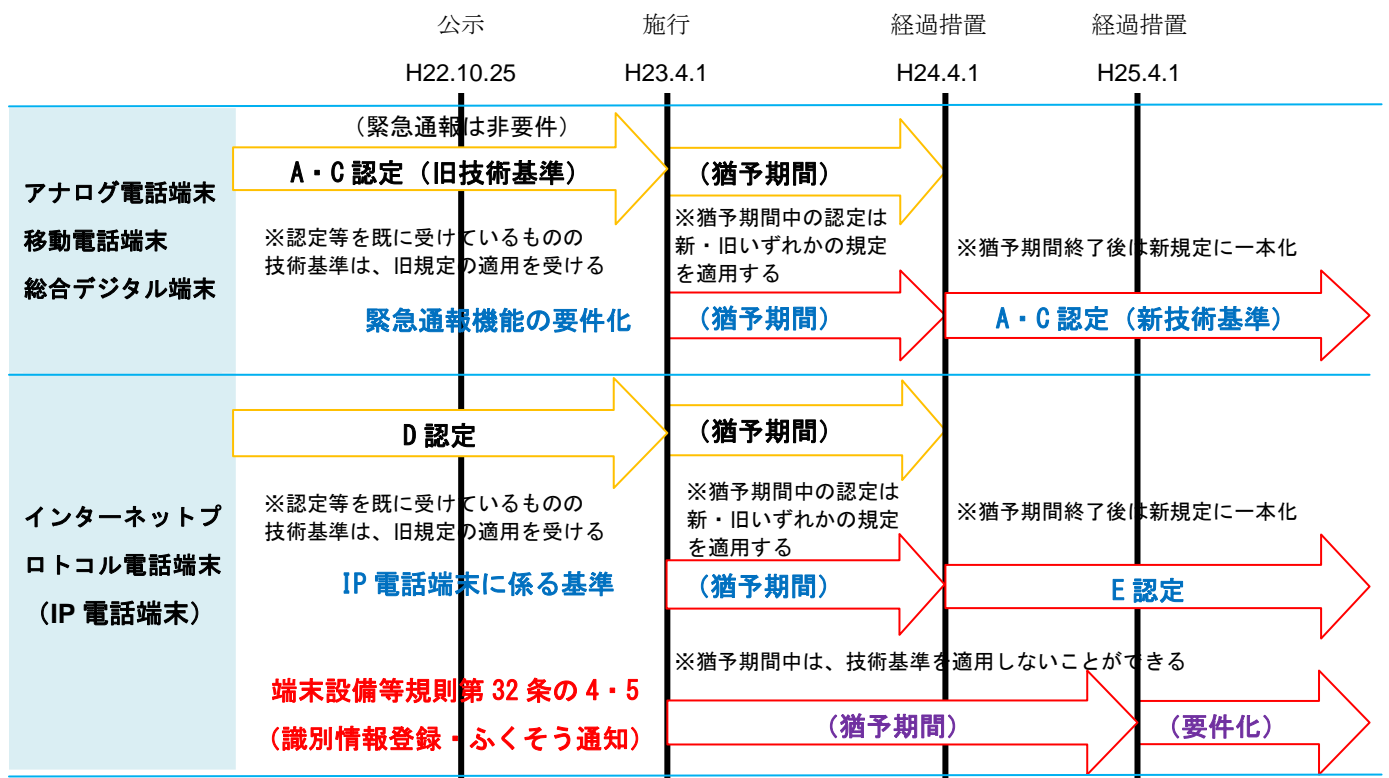 公示 施行 経過措置 経過措置
H22.10.25 H23.4.1 H24.4.1 H25.4.1
アナログ電話端末
移動電話端末
総合デジタル端末
（緊急通報は非要件）
A・C 認定（旧技術基準）
（猶予期間）
※認定等を既に受けているものの
技術基準は、旧規定の適用を受ける
※猶予期間中の認定は
新・旧いずれかの規定
を適用する
※猶予期間終了後は新規定に一本化
緊急通報機能の要件化
（猶予期間）
A・C 認定（新技術基準）
インターネットプ
ロトコル電話端末
（IP 電話端末）
D 認定
（猶予期間）
※認定等を既に受けているものの
技術基準は、旧規定の適用を受ける
※猶予期間中の認定は
新・旧いずれかの規定
を適用する
※猶予期間終了後は新規定に一本化
IP 電話端末に係る基準
（猶予期間）
E 認定
※猶予期間中は、技術基準を適用しないことができる
端末設備等規則第 32 条の 4・5
（識別情報登録・ふくそう通知）
（猶予期間）
（要件化）